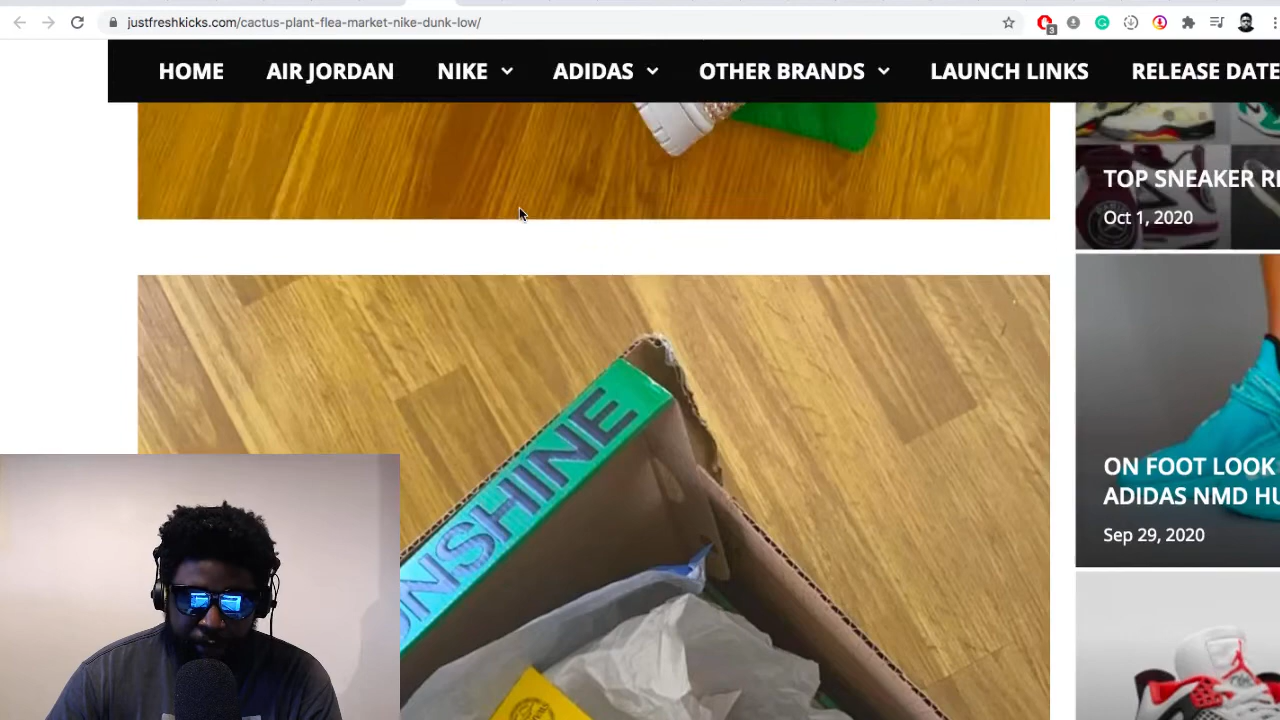 justfreshkicks.com/cactus-plant-flea-market-nike-dunk-low/
3
HOME AIR JORDAN NIKE ADIDAS OTHER BRANDS LAUNCH LINKS RELEASE DATE
TOP SNEAKER
Oct 1, 2020
ON FOOT LOOK
ADIDAS NMD HU
Sep 29, 2020
NSHINE